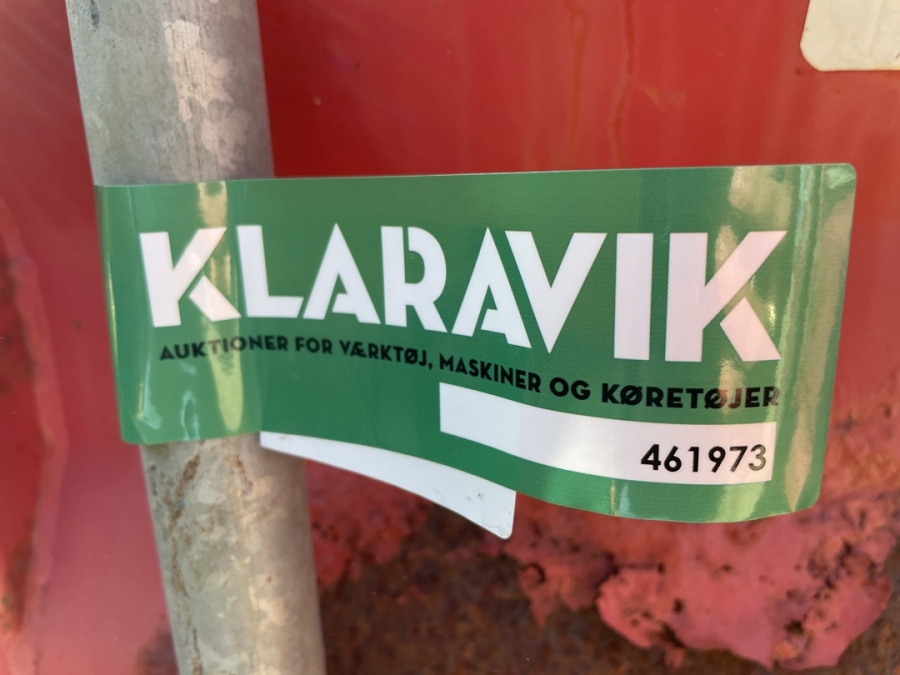 KLARAVIK
AUKTIONER FOR VÆRKTØJ, MASKINER OG KØRETØJER
461973